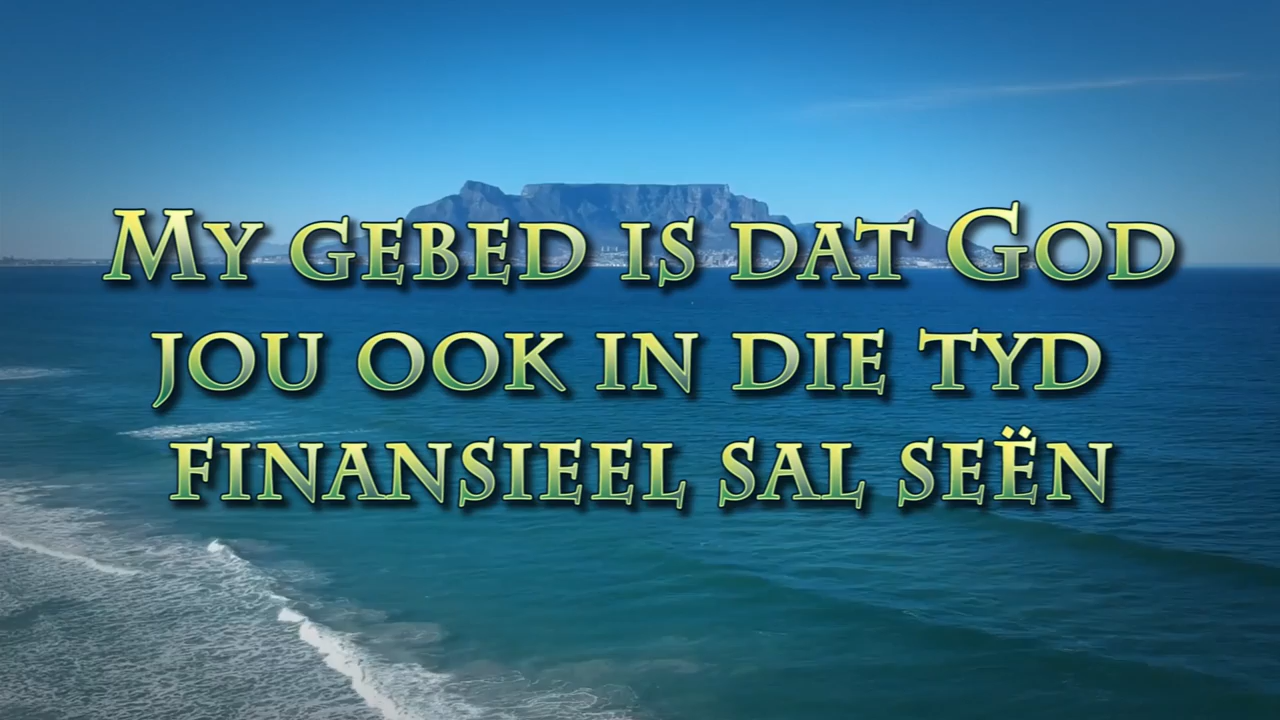 My gebed is dat God
jou ook in die tyd
finansieel sal seën